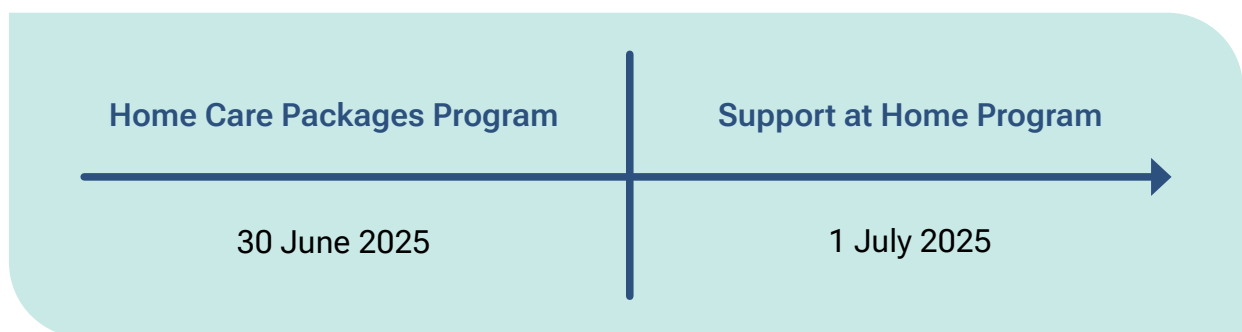 Home Care Packages Program
Support at Home Program
30 June 2025
1 July 2025